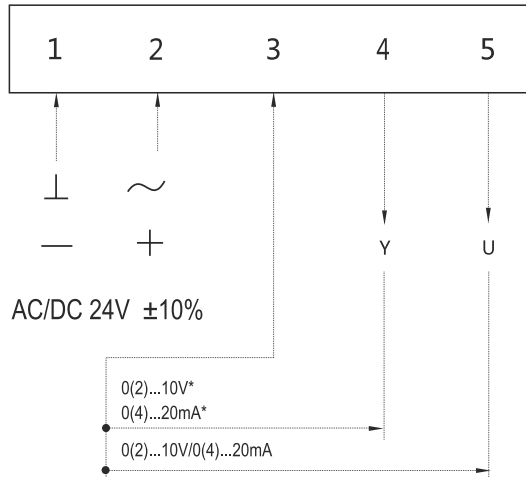 1 2 3 4 5
⊥ ~
— +
Y U
AC/DC 24V ±10%
0(2)...10V*
0(4)...20mA*
0(2)...10V/0(4)...20mA